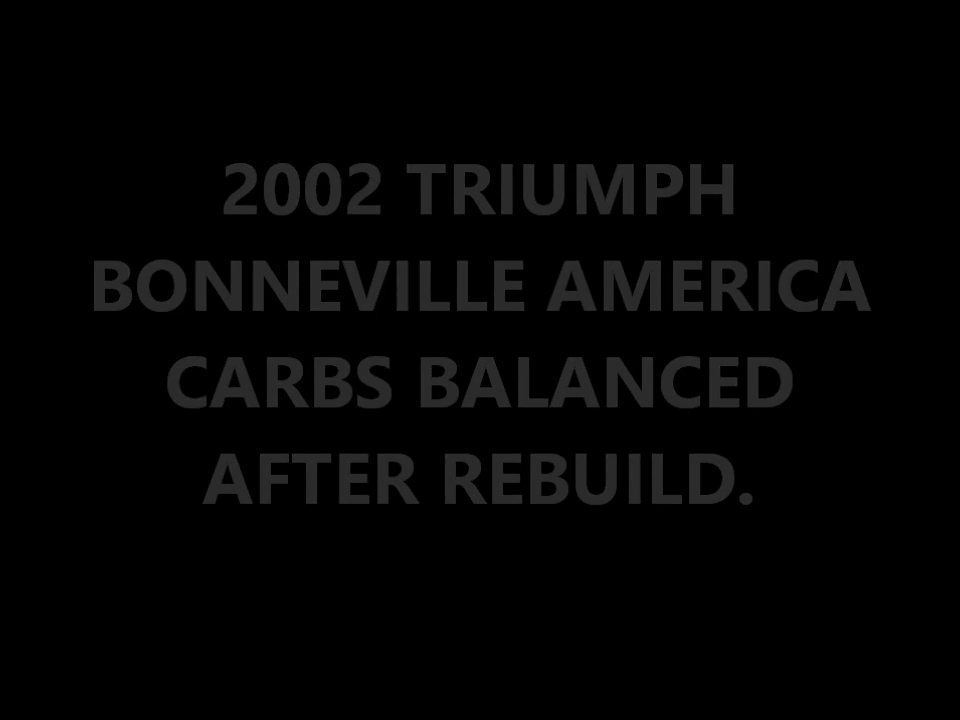 2002 TRIUMPH
BONNEVILLE AMERICA
CARBS BALANCED
AFTER REBUILD.